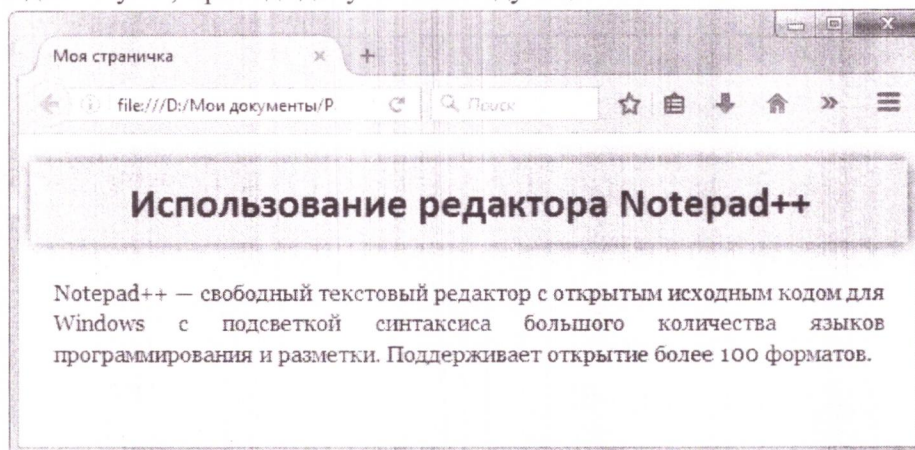 Моя страничка
file:///D:/Мои документы/P
Поиск
Использование редактора Notepad++
Notepad++ — свободный текстовый редактор с открытым исходным кодом для
Windows с подсветкой синтаксиса большого количества языков
программирования и разметки. Поддерживает открытие более 100 форматов.